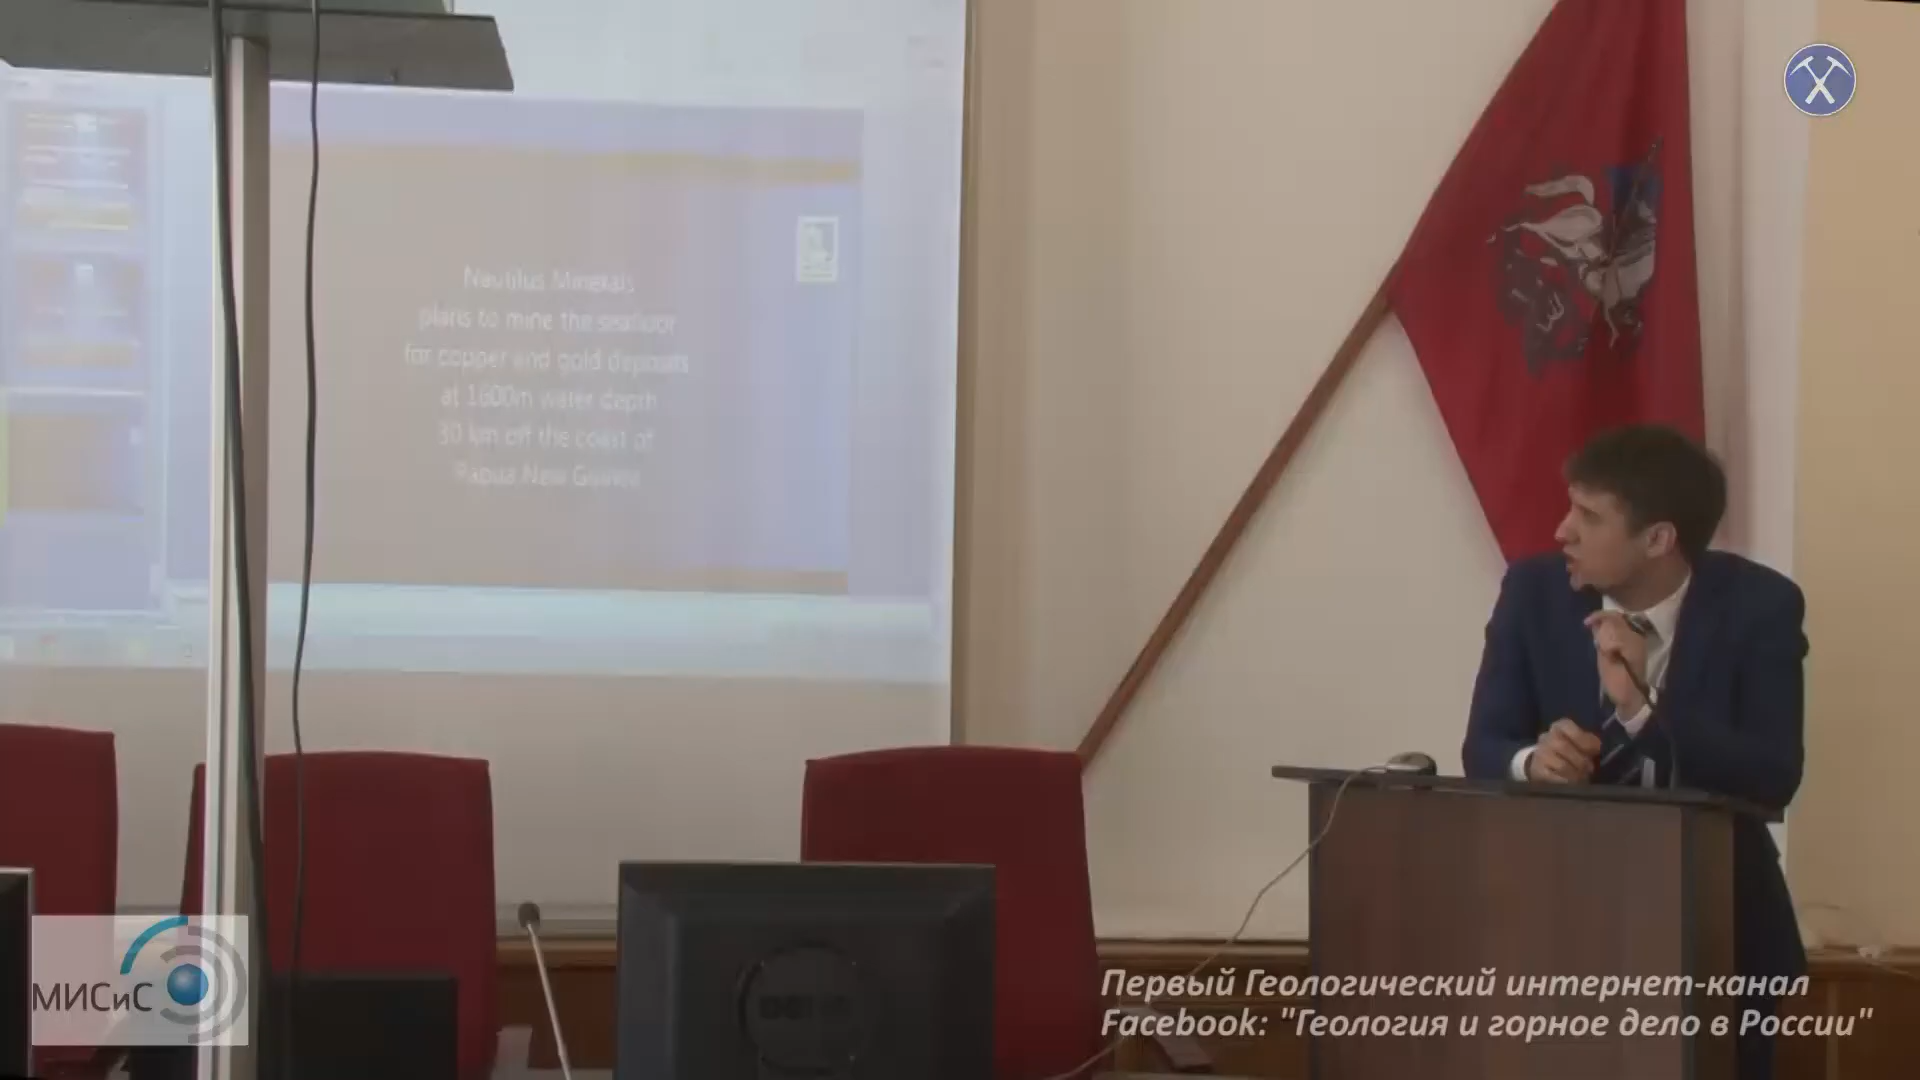 Nautilus Minerals
plans to mine the seafloor
for copper and gold deposits
at 1600m water depth
30 km off the coast of
Papua New Guinea
МИСиС
Первый Геологический интернет-канал
Facebook: "Геология и горное дело в России"